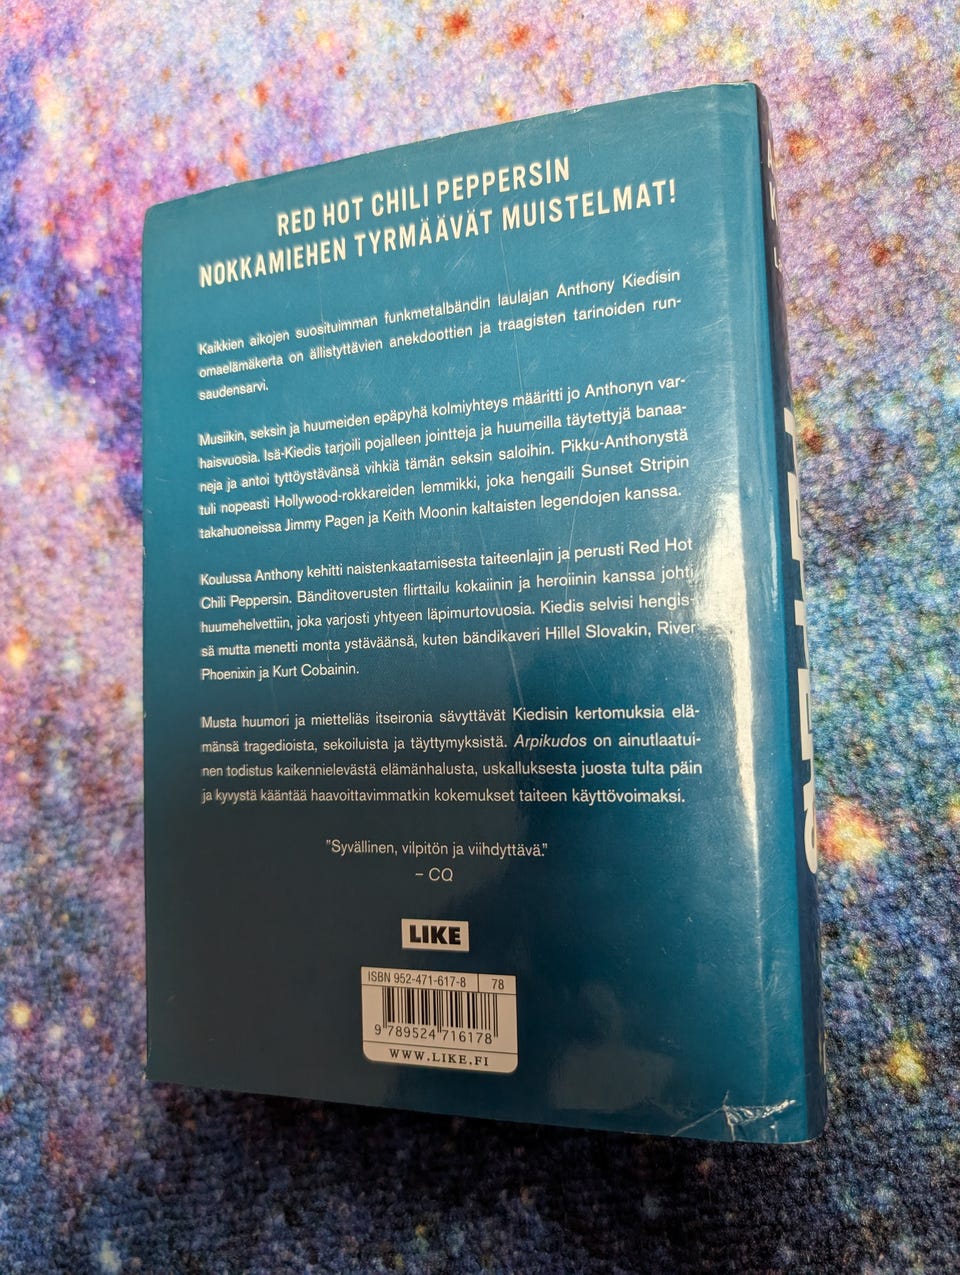 RED HOT CHILI PEPPERSIN
NOKKAMIEHEN TYRMÄÄVÄT MUISTELMAT!
Kaikkien aikojen suosituimman funkmetalbändin laulajan Anthony Kiedisin
omaelämäkerta on ällistyttävien anekdoottien ja traagisten tarinoiden run-
saudensarvi.
Musiikin, seksin ja huumeiden epäpyhä kolmiyhteys määritti jo Anthonyn var-
haisvuosia. Isä-Kiedis tarjoili pojalleen jointteja ja huumeilla täytettyjä banaa-
neja ja antoi tyttöystävänsä vihkiä tämän seksin saloihin. Pikku-Anthonystä
tuli nopeasti Hollywood-rokkareiden lemmikki, joka hengaili Sunset Stripin
takahuoneissa Jimmy Pagen ja Keith Moonin kaltaisten legendojen kanssa.
Koulussa Anthony kehitti naistenkaatamisesta taiteenlajin ja perusti Red Hot
Chili Peppersin. Bänditoverusten flirttailu kokaiinin ja heroiinin kanssa johti
huumehelvettiin, joka varjosti yhtyeen läpimurtovuosia. Kiedis selvisi hengis-
sä mutta menetti monta ystäväänsä, kuten bändikaveri Hillel Slovakin, River
Phoenixin ja Kurt Cobainin.
Musta huumori ja mietteliäs itseironia sävyttävät Kiedisin kertomuksia elä-
mänsä tragedioista, sekoiluista ja täyttymyksistä. Arpikudos on ainutlaatui-
nen todistus kaikennielevästä elämänhalusta, uskalluksesta juosta tulta päin
ja kyvystä kääntää haavoittavimmatkin kokemukset taiteen käyttövoimaksi.
"Syvällinen, vilpitön ja viihdyttävä."
– CQ
LIKE
ISBN 952-471-617-8 78
9 789524 716178
WWW.LIKE.FI